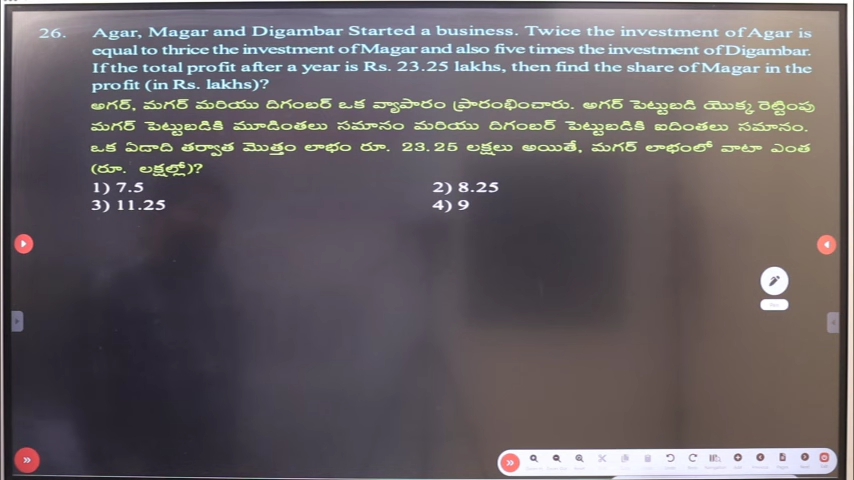 26. Agar, Magar and Digambar Started a business. Twice the investment of Agar is
equal to thrice the investment of Magar and also five times the investment of Digambar.
If the total profit after a year is Rs. 23.25 lakhs, then find the share of Magar in the
profit (in Rs. lakhs)?
అగర్, మగర్ మరియు దిగంబర్ ఒక వ్యాపారం ప్రారంభించారు. అగర్ పెట్టుబడి యొక్క రెట్టింపు
మగర్ పెట్టుబడికి మూడింతలు సమానం మరియు దిగంబర్ పెట్టుబడికి ఐదింతలు సమానం.
ఒక ఏడాది తర్వాత మొత్తం లాభం రూ. 23.25 లక్షలు అయితే, మగర్ లాభంలో వాటా ఎంత
(రూ. లక్షల్లో)?
1) 7.5 2) 8.25
3) 11.25 4) 9